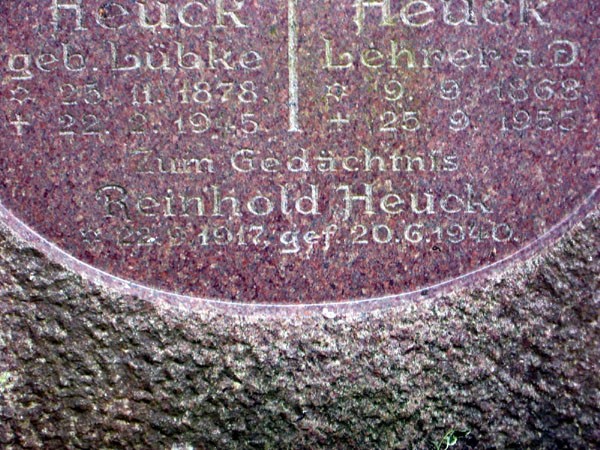 Heuck Heuck
geb. Lübke Lehrer a.D.
* 25. 11. 1878. * 9. 9. 1868.
+ 22. 2. 1945. + 25. 9. 1955
Zum Gedächtnis
Reinhold Heuck
* 22.9.1917. gef. 20.6.1940.